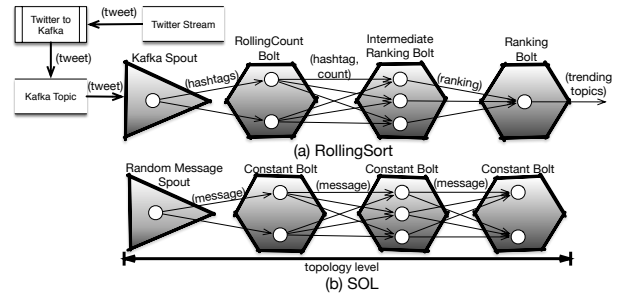 Twitter to
Kafka
(tweet)
Twitter Stream
(tweet)
Kafka Topic
(tweet)
Kafka Spout
(hashtags)
RollingCount
Bolt
(hashtag,
count)
Intermediate
Ranking Bolt
(ranking)
Ranking
Bolt
(trending
topics)
(a) RollingSort
Random Message
Spout
(message)
Constant Bolt
(message)
Constant Bolt
(message)
Constant Bolt
topology level
(b) SOL